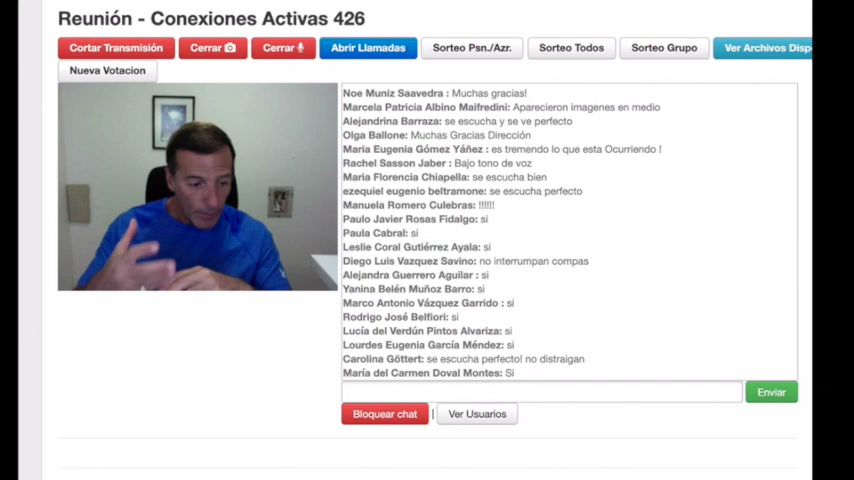 Reunión - Conexiones Activas 426
Cortar Transmisión Cerrar Cerrar Abrir Llamadas Sorteo Psn./Azr. Sorteo Todos Sorteo Grupo Ver Archivos Disp
Nueva Votacion
Noe Muniz Saavedra : Muchas gracias!
Marcela Patricia Albino Maifredini: Aparecieron imagenes en medio
Alejandrina Barraza: se escucha y se ve perfecto
Olga Ballone: Muchas Gracias Dirección
Maria Eugenia Gómez Yáñez : es tremendo lo que esta Ocurriendo !
Rachel Sasson Jaber : Bajo tono de voz
Maria Florencia Chiapella: se escucha bien
ezequiel eugenio beltramone: se escucha perfecto
Manuela Romero Culebras: !!!!!!
Paulo Javier Rosas Fidalgo: si
Paula Cabral: si
Leslie Coral Gutiérrez Ayala: si
Diego Luis Vazquez Savino: no interrumpan compas
Alejandra Guerrero Aguilar : si
Yanina Belén Muñoz Barro: si
Marco Antonio Vázquez Garrido : si
Rodrigo José Belfiori: si
Lucía del Verdún Pintos Alvariza: si
Lourdes Eugenia García Méndez: si
Carolina Göttert: se escucha perfecto! no distraigan
María del Carmen Doval Montes: Si
Enviar
Bloquear chat | Ver Usuarios